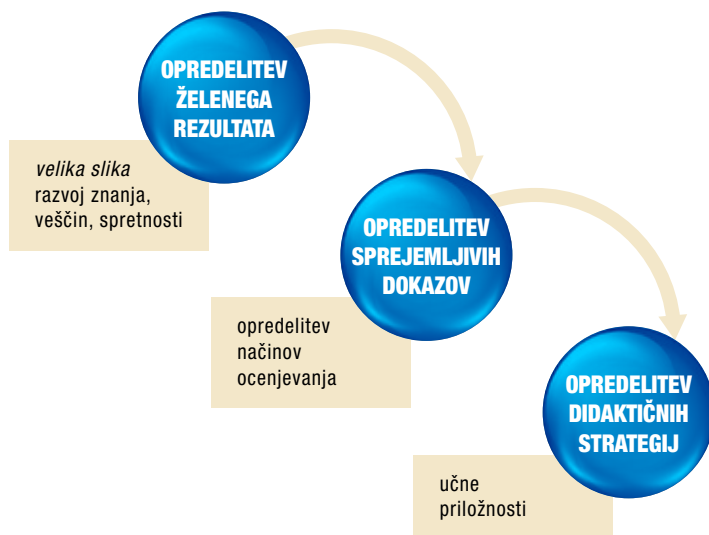 OPREDELITEV
ŽELENEGA
REZULTATA
velika slika
razvoj znanja,
veščin, spretnosti
OPREDELITEV
SPREJEMLJIVIH
DOKAZOV
opredelitev
načinov
ocenjevanja
OPREDELITEV
DIDAKTIČNIH
STRATEGIJ
učne
priložnosti